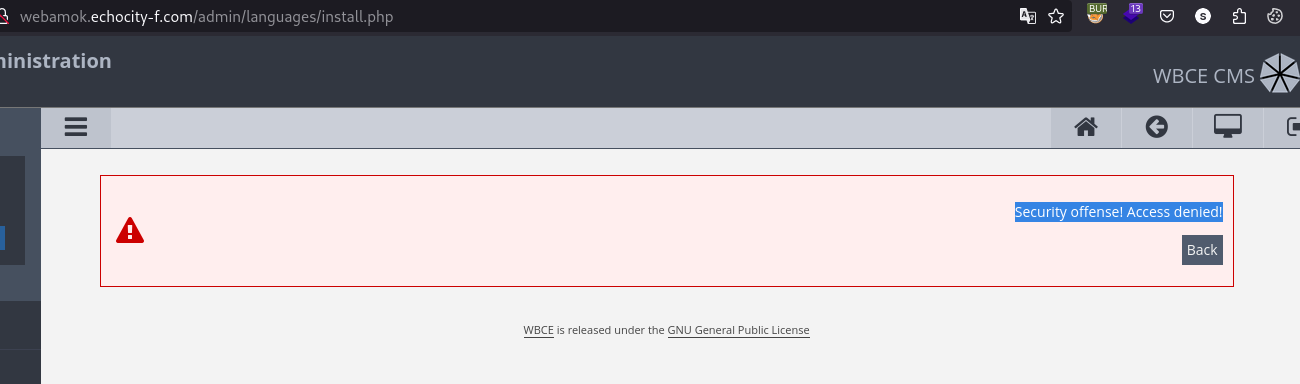 webamok.echocity-f.com/admin/languages/install.php
BUR
13
S
ninistration
WBCE CMS
Security offense! Access denied!
Back
WBCE is released under the GNU General Public License